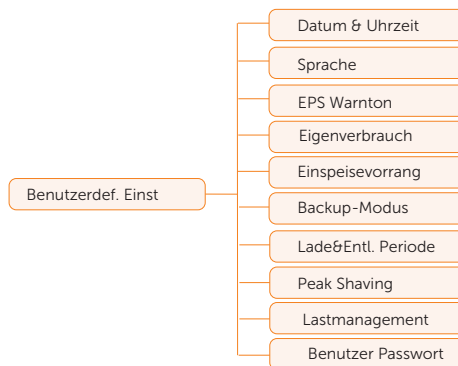 Datum & Uhrzeit
Sprache
EPS Warnton
Eigenverbrauch
Einspeisevorrang
Benutzerdef. Einst
Backup-Modus
Lade&Entl. Periode
Peak Shaving
Lastmanagement
Benutzer Passwort